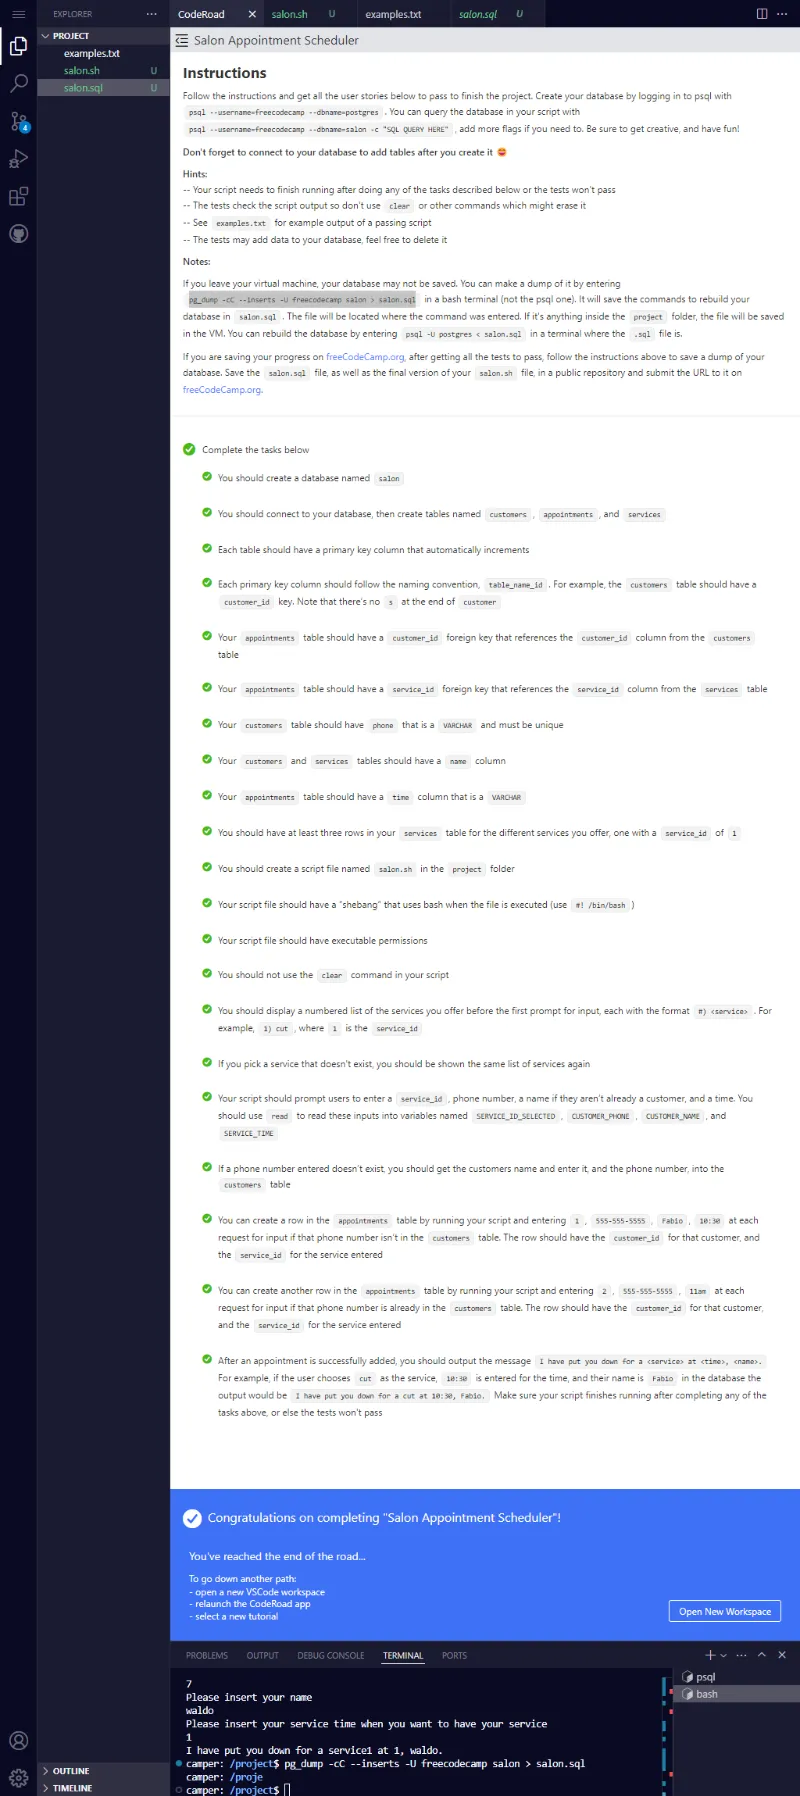 EXPLORER
PROJECT
examples.txt
salon.sh U
salon.sql U
4
CodeRoad
salon.sh U
examples.txt
salon.sql U
Salon Appointment Scheduler
Instructions
Follow the instructions and get all the user stories below to pass to finish the project. Create your database by logging in to psql with
psql --username=freecodecamp --dbname=postgres . You can query the database in your script with
psql --username=freecodecamp --dbname=salon -c "SQL QUERY HERE" , add more flags if you need to. Be sure to get creative, and have fun!
Don't forget to connect to your database to add tables after you create it
Hints:
-- Your script needs to finish running after doing any of the tasks described below or the tests won't pass
-- The tests check the script output so don't use clear or other commands which might erase it
-- See examples.txt for example output of a passing script
-- The tests may add data to your database, feel free to delete it
Notes:
If you leave your virtual machine, your database may not be saved. You can make a dump of it by entering
pg_dump -cC --inserts -U freecodecamp salon > salon.sql in a bash terminal (not the psql one). It will save the commands to rebuild your
database in salon.sql . The file will be located where the command was entered. If it's anything inside the project folder, the file will be saved
in the VM. You can rebuild the database by entering psql -U postgres < salon.sql in a terminal where the .sql file is.
If you are saving your progress on freeCodeCamp.org, after getting all the tests to pass, follow the instructions above to save a dump of your
database. Save the salon.sql file, as well as the final version of your salon.sh file, in a public repository and submit the URL to it on
freeCodeCamp.org.
Complete the tasks below
You should create a database named salon
You should connect to your database, then create tables named customers , appointments , and services
Each table should have a primary key column that automatically increments
Each primary key column should follow the naming convention, table_name_id . For example, the customers table should have a
customer_id key. Note that there's no s at the end of customer
Your appointments table should have a customer_id foreign key that references the customer_id column from the customers
table
Your appointments table should have a service_id foreign key that references the service_id column from the services table
Your customers table should have phone that is a VARCHAR and must be unique
Your customers and services tables should have a name column
Your appointments table should have a time column that is a VARCHAR
You should have at least three rows in your services table for the different services you offer, one with a service_id of 1
You should create a script file named salon.sh in the project folder
Your script file should have a "shebang" that uses bash when the file is executed (use #! /bin/bash )
Your script file should have executable permissions
You should not use the clear command in your script
You should display a numbered list of the services you offer before the first prompt for input, each with the format #) <service> . For
example, 1) cut , where 1 is the service_id
If you pick a service that doesn't exist, you should be shown the same list of services again
Your script should prompt users to enter a service_id , phone number, a name if they aren't already a customer, and a time. You
should use read to read these inputs into variables named SERVICE_ID_SELECTED , CUSTOMER_PHONE , CUSTOMER_NAME , and
SERVICE_TIME
If a phone number entered doesn't exist, you should get the customers name and enter it, and the phone number, into the
customers table
You can create a row in the appointments table by running your script and entering 1 , 555-555-5555 , Fabio , 10:30 at each
request for input if that phone number isn't in the customers table. The row should have the customer_id for that customer, and
the service_id for the service entered
You can create another row in the appointments table by running your script and entering 2 , 555-555-5555 , 11am at each
request for input if that phone number is already in the customers table. The row should have the customer_id for that customer,
and the service_id for the service entered
After an appointment is successfully added, you should output the message I have put you down for a <service> at <time>, <name>.
For example, if the user chooses cut as the service, 10:30 is entered for the time, and their name is Fabio in the database the
output would be I have put you down for a cut at 10:30, Fabio. Make sure your script finishes running after completing any of the
tasks above, or else the tests won't pass
Congratulations on completing "Salon Appointment Scheduler"!
You've reached the end of the road...
To go down another path:
- open a new VSCode workspace
- relaunch the CodeRoad app
- select a new tutorial
Open New Workspace
PROBLEMS OUTPUT DEBUG CONSOLE TERMINAL PORTS
7
Please insert your name
waldo
Please insert your service time when you want to have your service
1
I have put you down for a service1 at 1, waldo.
camper: /project$ pg_dump -cC --inserts -U freecodecamp salon > salon.sql
camper: /proje
camper: /project$
psql
bash
OUTLINE
TIMELINE